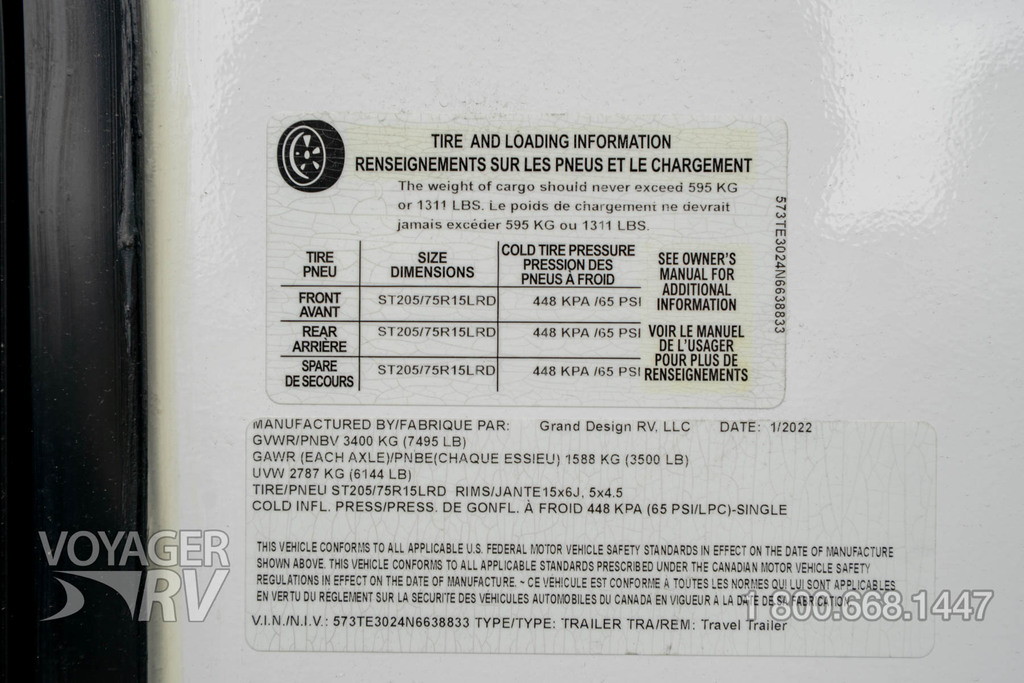 TIRE AND LOADING INFORMATION
RENSEIGNEMENTS SUR LES PNEUS ET LE CHARGEMENT
The weight of cargo should never exceed 595 KG
or 1311 LBS. Le poids de chargement ne devrait
jamais excéder 595 KG ou 1311 LBS.
TIRE PNEU SIZE DIMENSIONS COLD TIRE PRESSURE PRESSION DES PNEUS À FROID
FRONT AVANT ST205/75R15LRD 448 KPA /65 PSI
REAR ARRIÈRE ST205/75R15LRD 448 KPA /65 PSI
SPARE DE SECOURS ST205/75R15LRD 448 KPA /65 PSI
SEE OWNER'S
MANUAL FOR
ADDITIONAL
INFORMATION
VOIR LE MANUEL
DE L'USAGER
POUR PLUS DE
RENSEIGNEMENTS
573TE3024N6638833
MANUFACTURED BY/FABRIQUE PAR: Grand Design RV, LLC DATE: 1/2022
GVWR/PNBV 3400 KG (7495 LB)
GAWR (EACH AXLE)/PNBE(CHAQUE ESSIEU) 1588 KG (3500 LB)
UVW 2787 KG (6144 LB)
TIRE/PNEU ST205/75R15LRD RIMS/JANTE15x6J, 5x4.5
COLD INFL. PRESS/PRESS. DE GONFL. À FROID 448 KPA (65 PSI/LPC)-SINGLE
THIS VEHICLE CONFORMS TO ALL APPLICABLE U.S. FEDERAL MOTOR VEHICLE SAFETY STANDARDS IN EFFECT ON THE DATE OF MANUFACTURE
SHOWN ABOVE. THIS VEHICLE CONFORMS TO ALL APPLICABLE STANDARDS PRESCRIBED UNDER THE CANADIAN MOTOR VEHICLE SAFETY
REGULATIONS IN EFFECT ON THE DATE OF MANUFACTURE. ~ CE VÉHICULE EST CONFORME À TOUTES LES NORMES QUI LUI SONT APPLICABLES
EN VERTU DU REGLEMENT SUR LA SECURITE DES VEHICULES AUTOMOBILES DU CANADA EN VIGUEUR A LA DATE DE SA FABRICATION.
V.I.N./N.I.V.: 573TE3024N6638833 TYPE/TYPE: TRAILER TRA/REM: Travel Trailer
VOYAGER
RV
1·800.668.1447